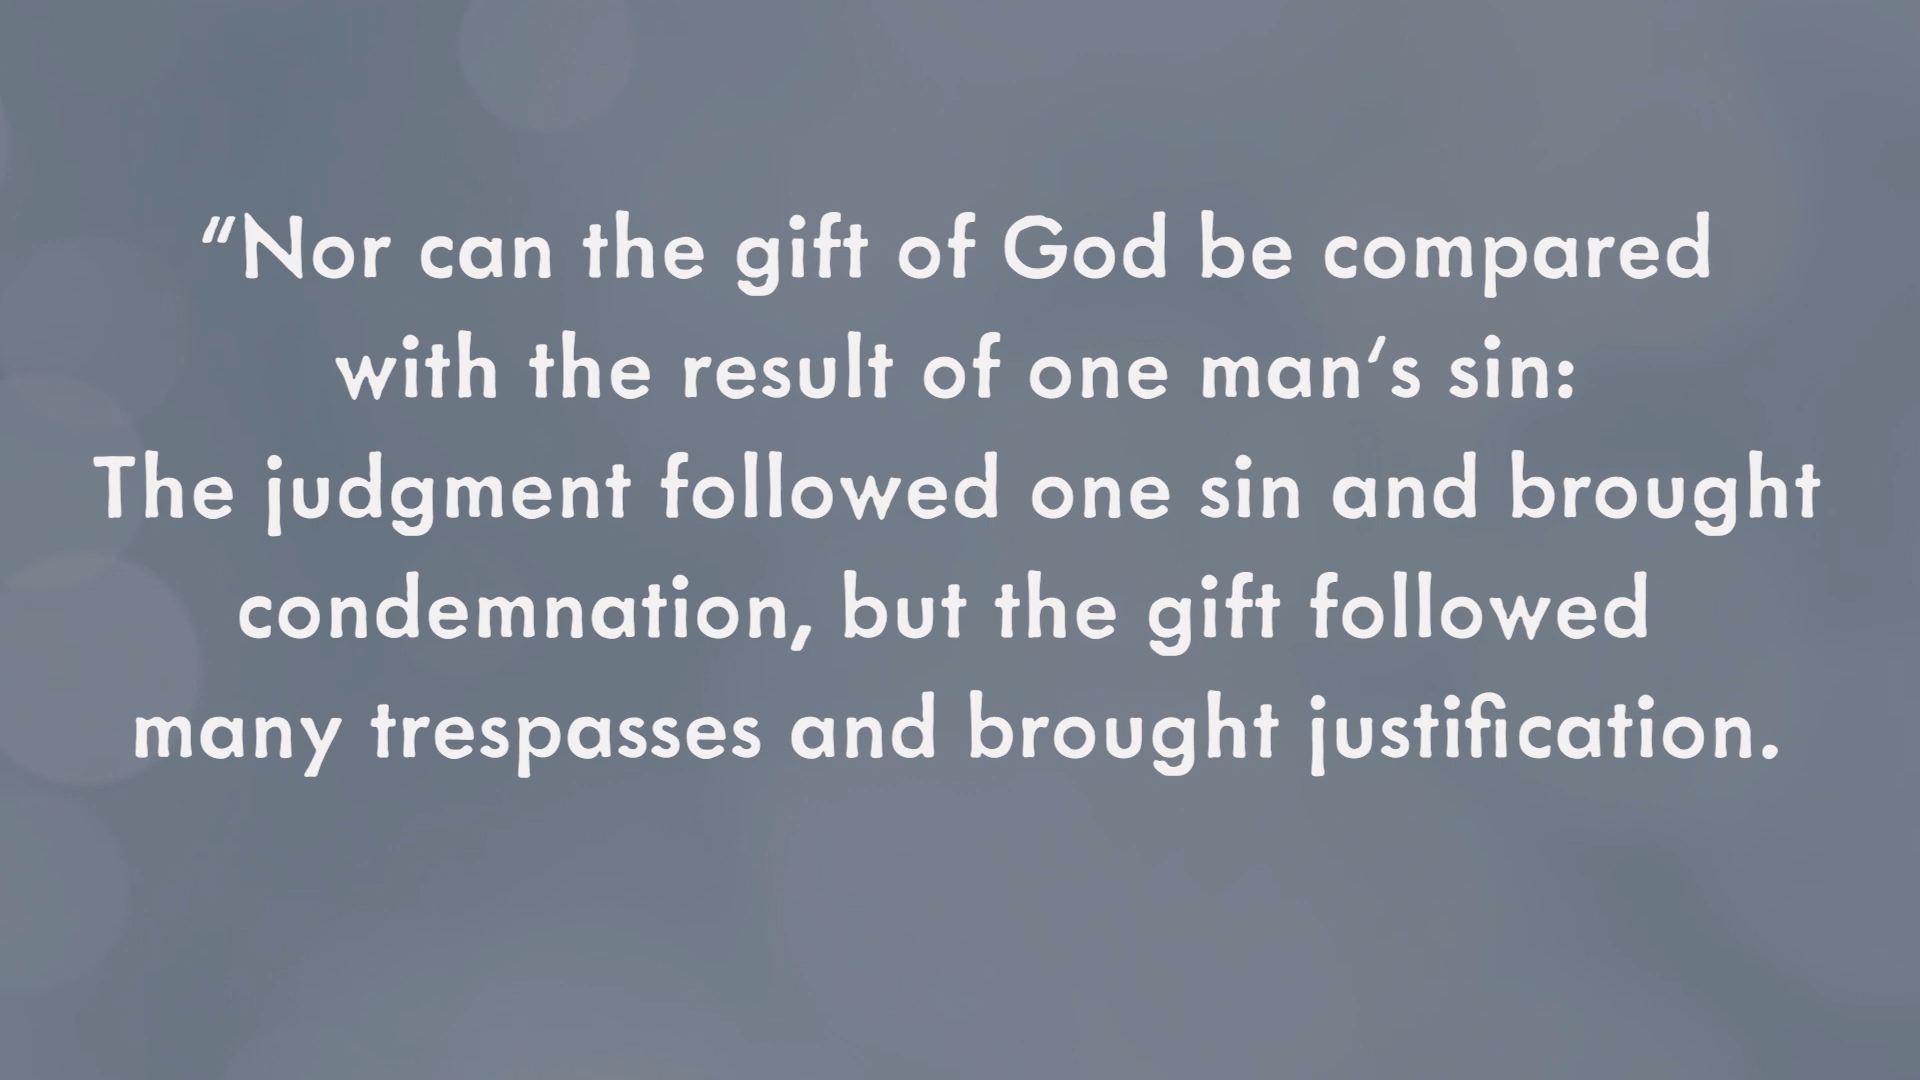 “Nor can the gift of God be compared
with the result of one man’s sin:
The judgment followed one sin and brought
condemnation, but the gift followed
many trespasses and brought justification.